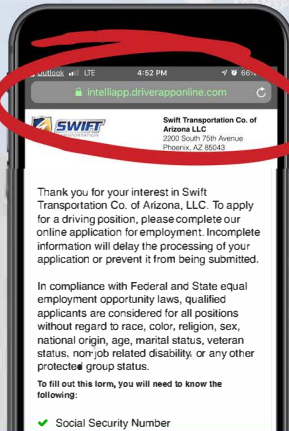 Outlook LTE 4:52 PM 66%
intelliapp.driverapponline.com
SWIFT
TRANSPORTATION
Swift Transportation Co. of
Arizona LLC
2200 South 75th Avenue
Phoenix, AZ 85043
Thank you for your interest in Swift
Transportation Co. of Arizona, LLC. To apply
for a driving position, please complete our
online application for employment. Incomplete
information will delay the processing of your
application or prevent it from being submitted.
In compliance with Federal and State equal
employment opportunity laws, qualified
applicants are considered for all positions
without regard to race, color, religion, sex,
national origin, age, marital status, veteran
status, non-job related disability, or any other
protected group status.
To fill out this form, you will need to know the
following:
Social Security Number